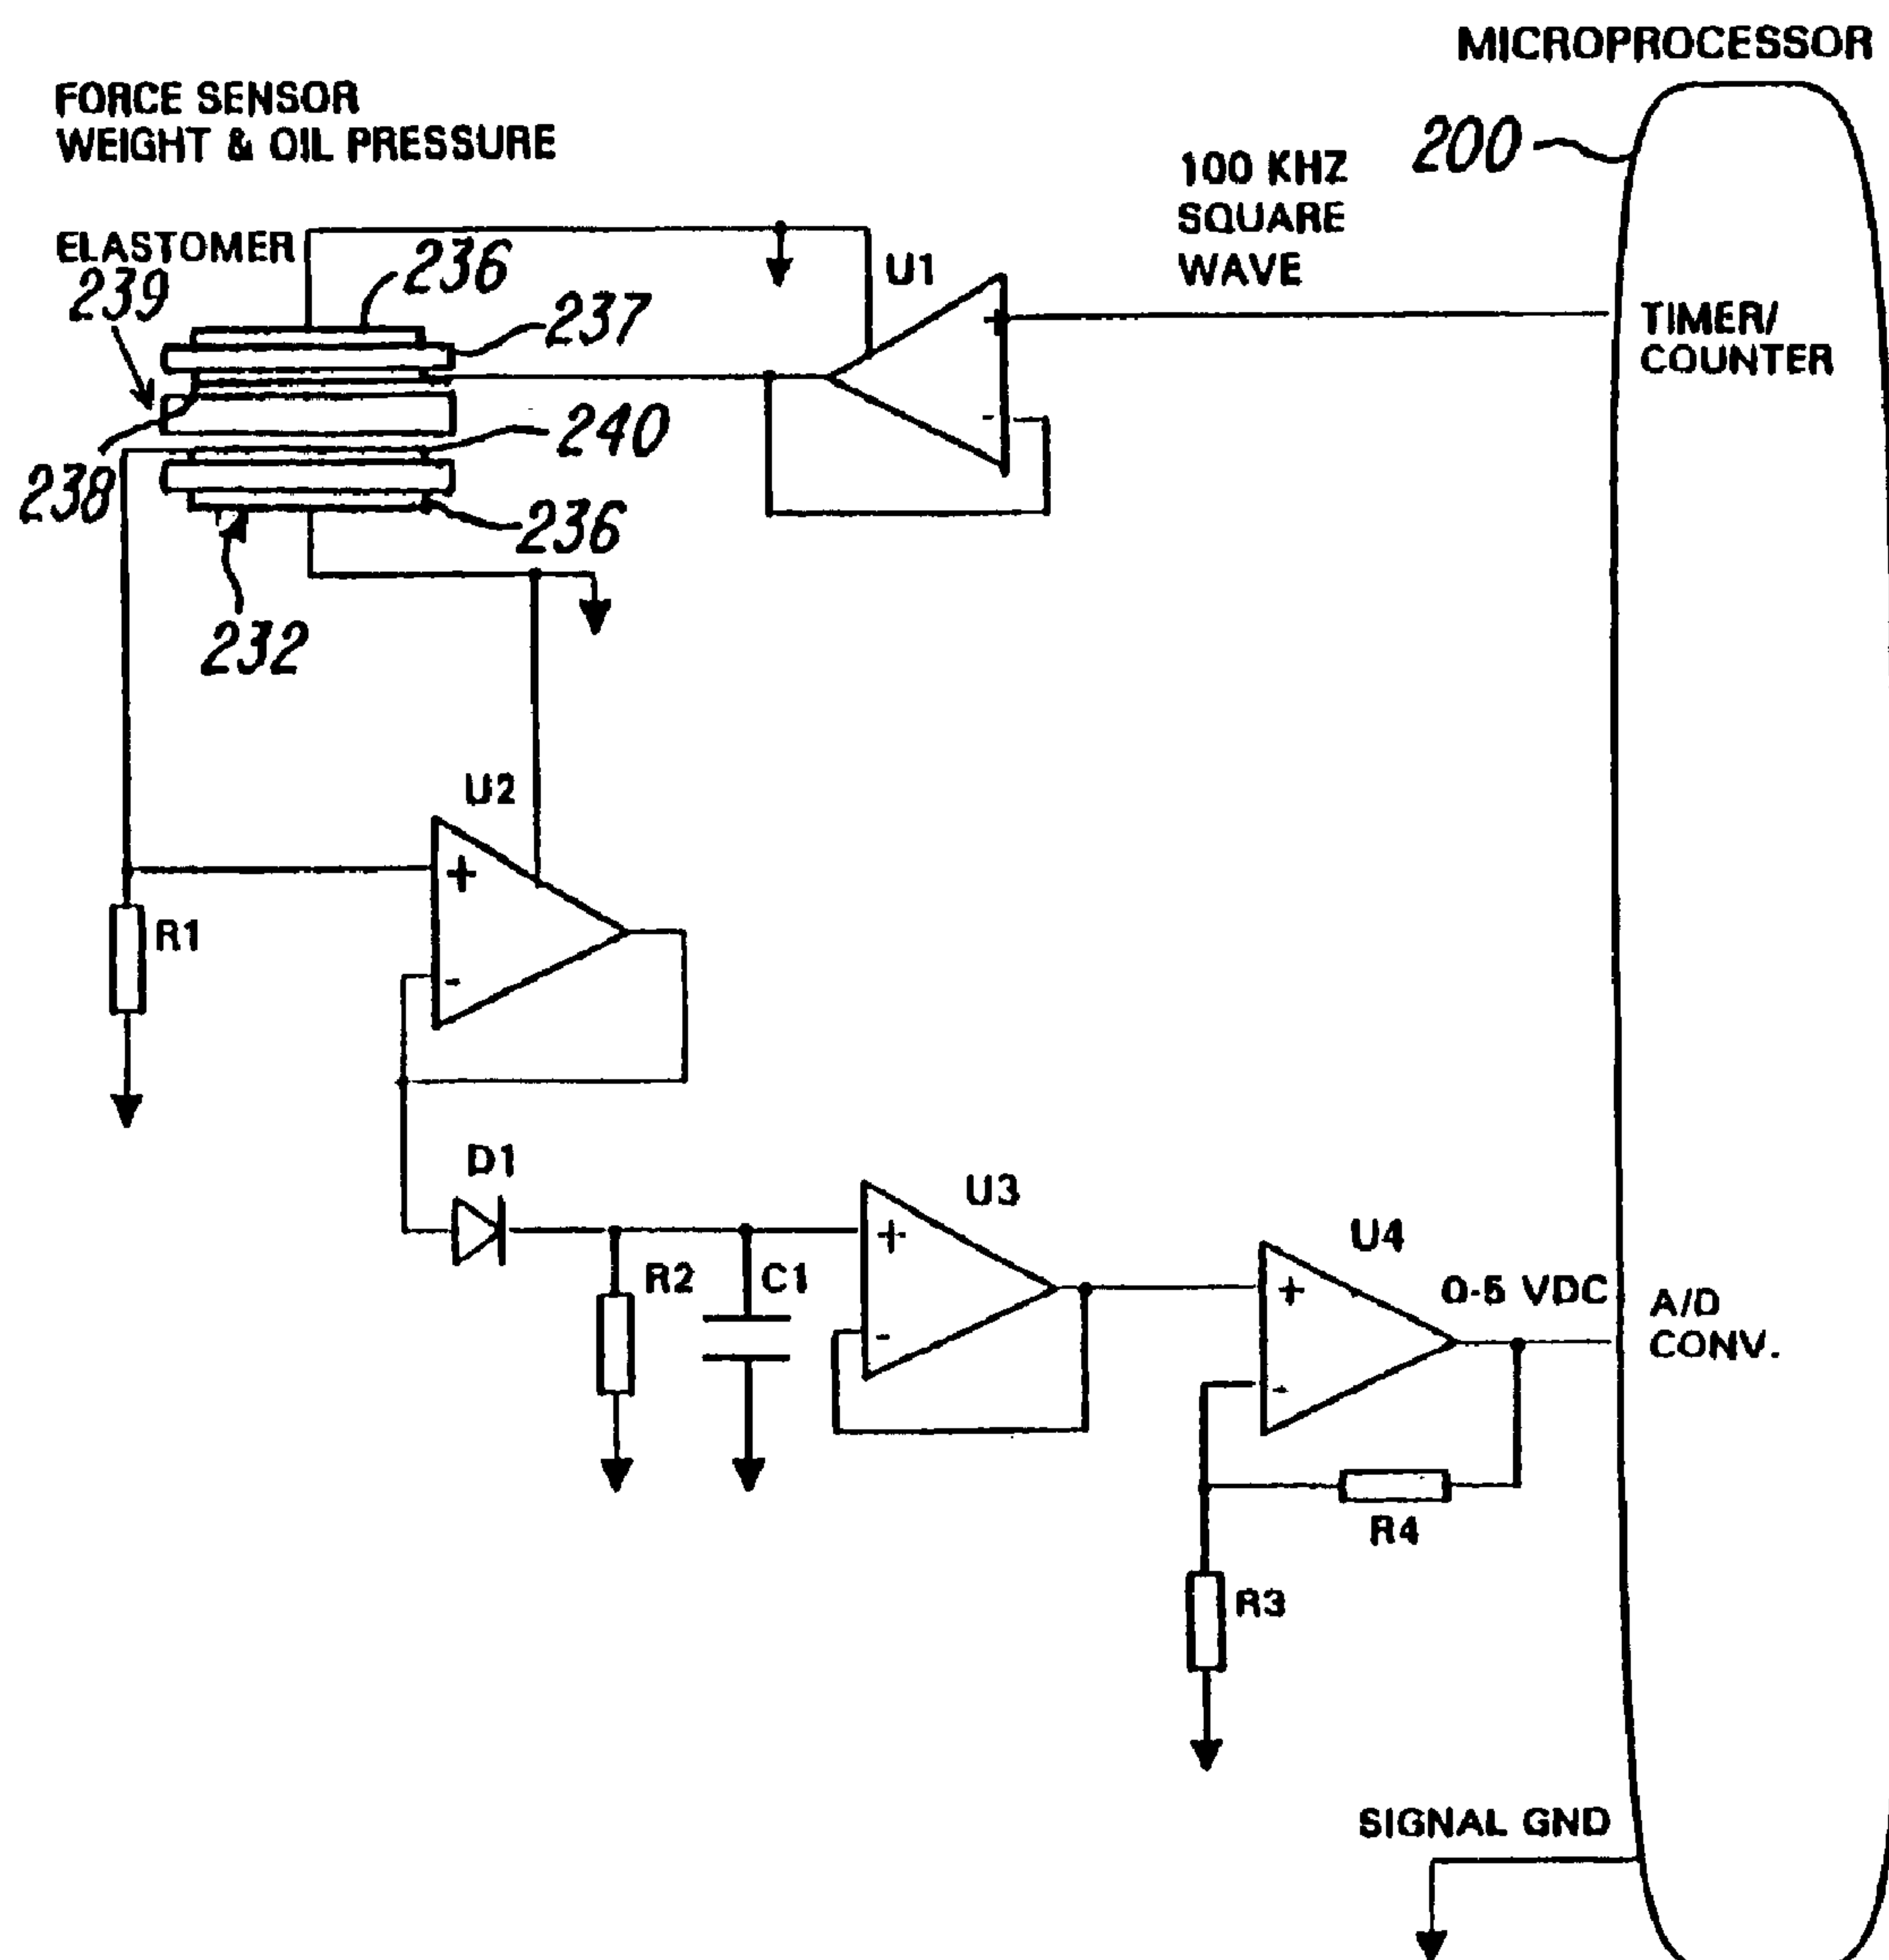 MICROPROCESSOR
FORCE SENSOR
WEIGHT & OIL PRESSURE
200
100 KHZ
SQUARE
WAVE
ELASTOMER
236
239
U1
237
+
TIMER/
COUNTER
-
240
238
236
232
U2
+
R1
-
D1
U3
U4
+
R2
C1
+
0-5 VDC
A/D
CONV.
-
-
R4
R3
SIGNAL GND